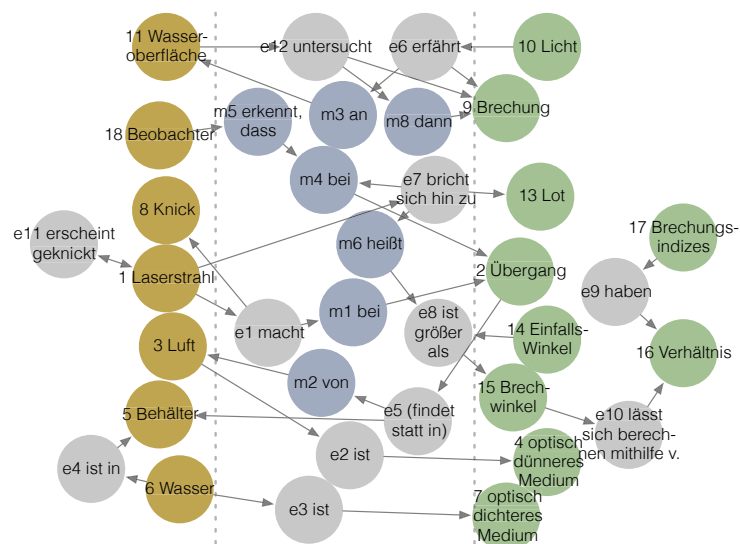 11 Wasser-
oberfläche
e12 untersucht
e6 erfährt
10 Licht
m5 erkennt,
dass
m3 an
m8 dann
9 Brechung
18 Beobachter
m4 bei
e7 bricht
sich hin zu
13 Lot
8 Knick
e11 erscheint
geknickt
m6 heißt
17 Brechungs-
indizes
1 Laserstrahl
2 Übergang
e9 haben
m1 bei
e1 macht
e8 ist
größer
als
14 Einfalls-
Winkel
3 Luft
16 Verhältnis
m2 von
15 Brech-
winkel
5 Behälter
e5 (findet
statt in)
e10 lässt
sich berech-
nen mithilfe v.
e4 ist in
e2 ist
4 optisch
dünneres
Medium
6 Wasser
e3 ist
7 optisch
dichteres
Medium